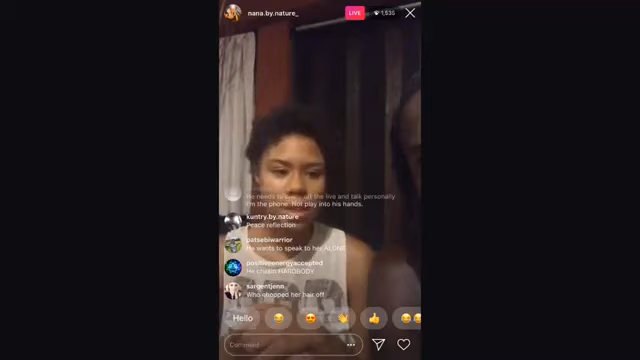 nana.by.nature_
LIVE
1,530
He needs to off the live and talk personally
I'm the phone. Not play into his hands.
kuntry.by.nature
Peace reflection
patsebiwarrior
He wants to speak to her ALONE
positiveenergyaccepted
He chasin HARDBODY
sargentjenn
Who chopped her hair off
Hello
Comment